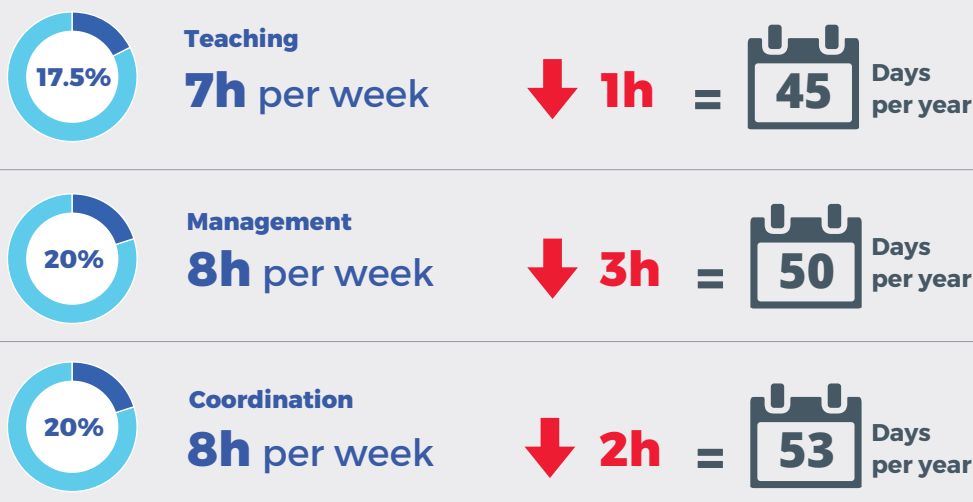 17.5%
Teaching
7h per week
1h
=
45
Days
per year
20%
Management
8h per week
3h
=
50
Days
per year
20%
Coordination
8h per week
2h
=
53
Days
per year